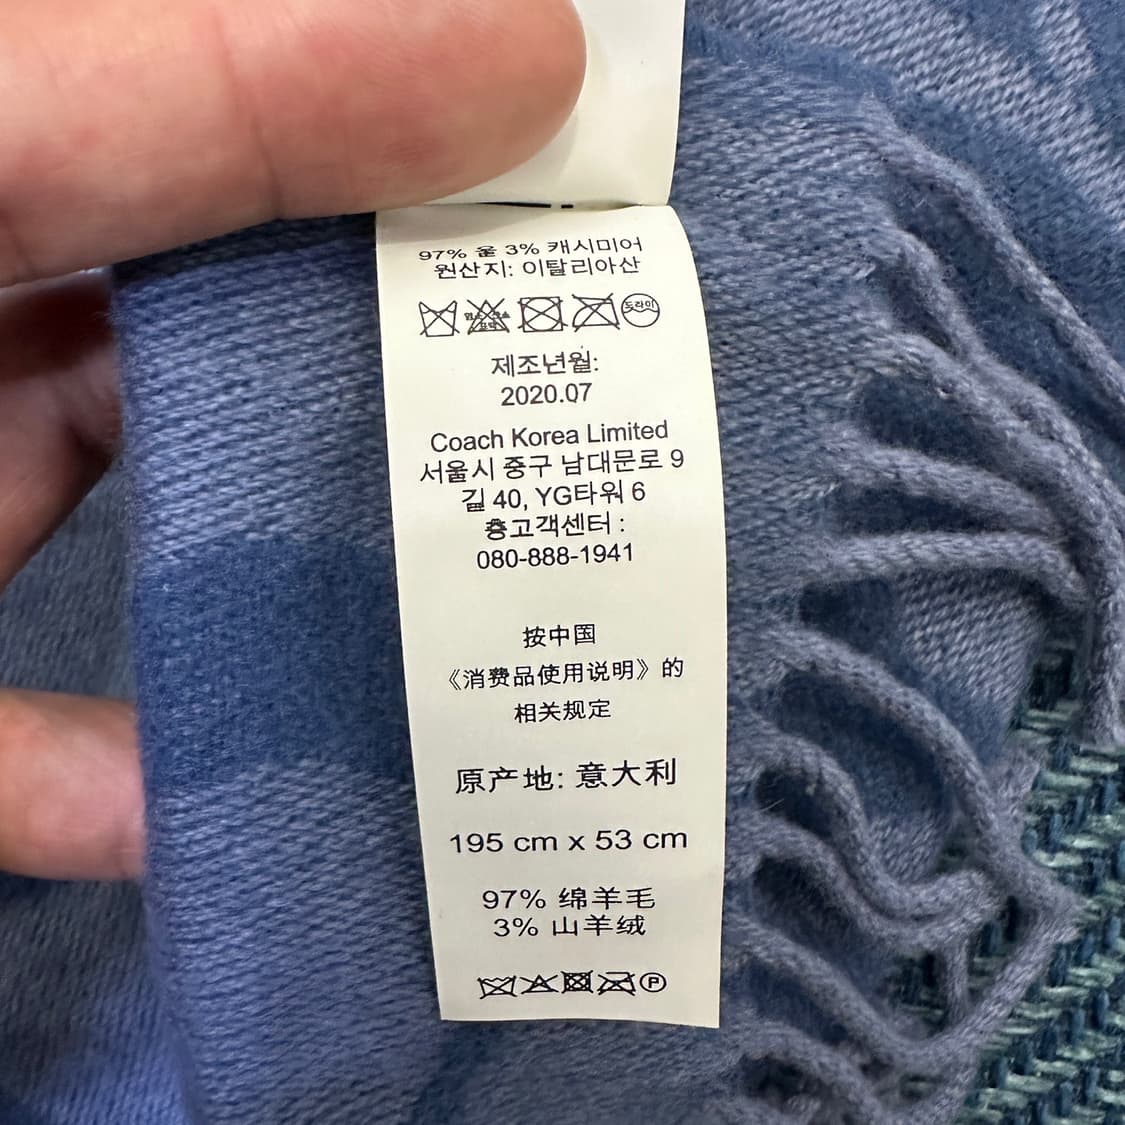 97% 울 3% 캐시미어
원산지: 이탈리아산
도라이
제조년월:
2020.07
Coach Korea Limited
서울시 중구 남대문로 9
길 40, YG타워 6
층고객센터 :
080-888-1941
按中国
《消费品使用说明》的
相关规定
原产地: 意大利
195 cm x 53 cm
97% 绵羊毛
3% 山羊绒
P